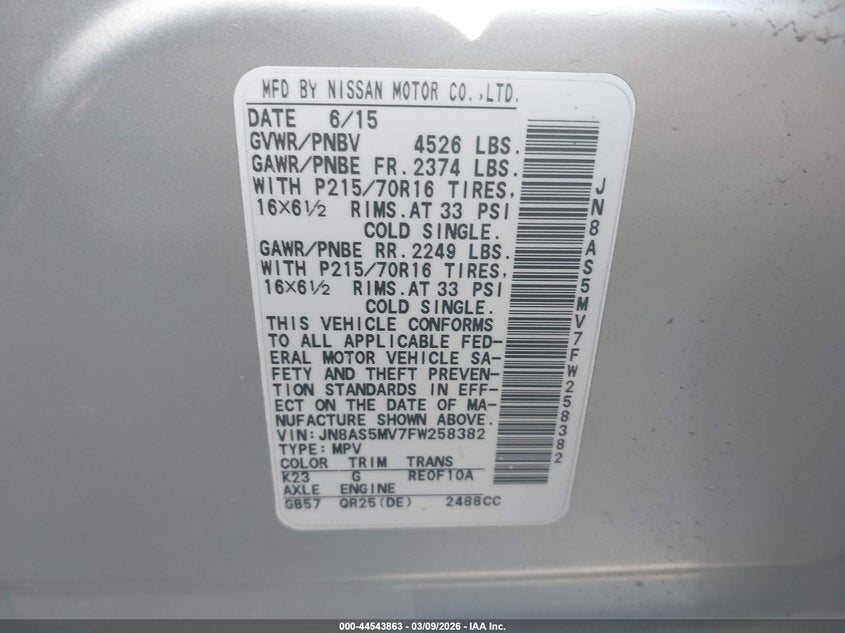 MFD BY NISSAN MOTOR CO.,LTD.
DATE 6/15
GVWR/PNBV 4526 LBS.
GAWR/PNBE FR. 2374 LBS.
WITH P215/70R16 TIRES,
16×6½ RIMS. AT 33 PSI
COLD SINGLE.
GAWR/PNBE RR. 2249 LBS.
WITH P215/70R16 TIRES,
16×6½ RIMS. AT 33 PSI
COLD SINGLE.
THIS VEHICLE CONFORMS
TO ALL APPLICABLE FED-
ERAL MOTOR VEHICLE SA-
FETY AND THEFT PREVEN-
TION STANDARDS IN EFF-
ECT ON THE DATE OF MA-
NUFACTURE SHOWN ABOVE.
VIN: JN8AS5MV7FW258382
TYPE: MPV
COLOR TRIM TRANS
K23 G RE0F10A
AXLE ENGINE
GB57 QR25(DE) 2488CC
JN8AS5MV7FW258382
000-44543863 | 03/09/2026 | IAA Inc.